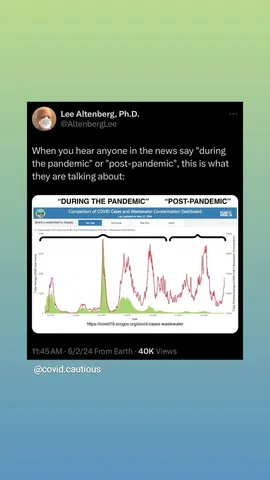 Lee Altenberg, Ph.D.
@AltenbergLee
When you hear anyone in the news say "during
the pandemic" or "post-pandemic", this is what
they are talking about:
"DURING THE PANDEMIC" "POST-PANDEMIC"
Comparison of COVID Cases and Wastewater Concentration Dashboard
https://covid19.sccgov.org/covid-cases-wastewater
11:45 AM · 6/2/24 From Earth · 40K Views
@covid.cautious